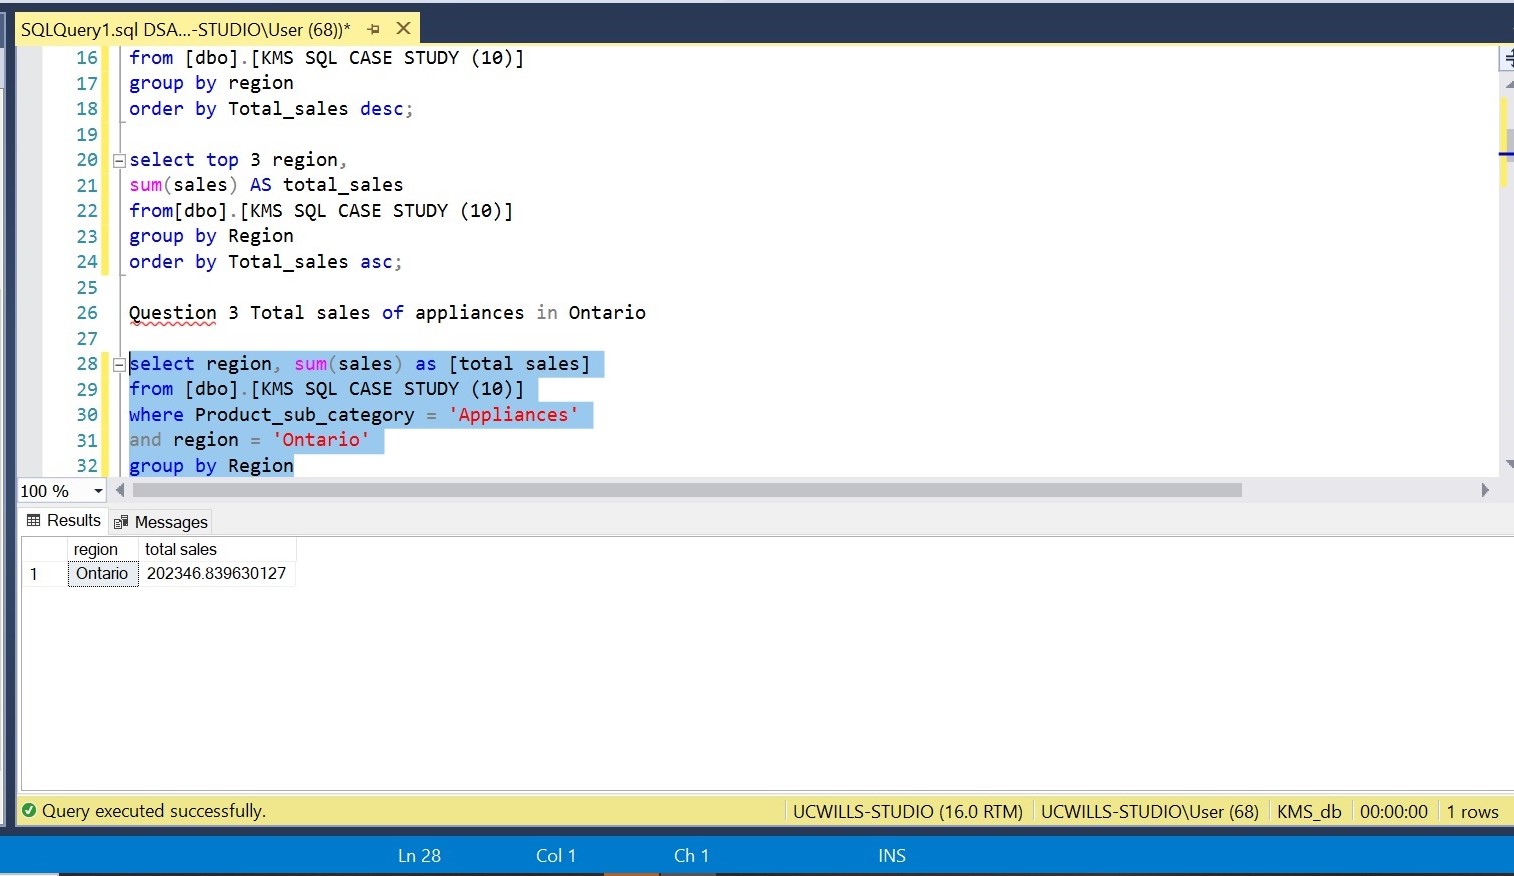 SQLQuery1.sql DSA...-STUDIO\User (68))*
16 from [dbo].[KMS SQL CASE STUDY (10)]
17 group by region
18 order by Total_sales desc;
19
20 select top 3 region,
21 sum(sales) AS total_sales
22 from[dbo].[KMS SQL CASE STUDY (10)]
23 group by Region
24 order by Total_sales asc;
25
26 Question 3 Total sales of appliances in Ontario
27
28 select region, sum(sales) as [total sales]
29 from [dbo].[KMS SQL CASE STUDY (10)]
30 where Product_sub_category = 'Appliances'
31 and region = 'Ontario'
32 group by Region
100 %
Results Messages
region total sales
1 Ontario 202346.839630127
Query executed successfully. UCWILLS-STUDIO (16.0 RTM) UCWILLS-STUDIO\User (68) KMS_db 00:00:00 1 rows
Ln 28 Col 1 Ch 1 INS